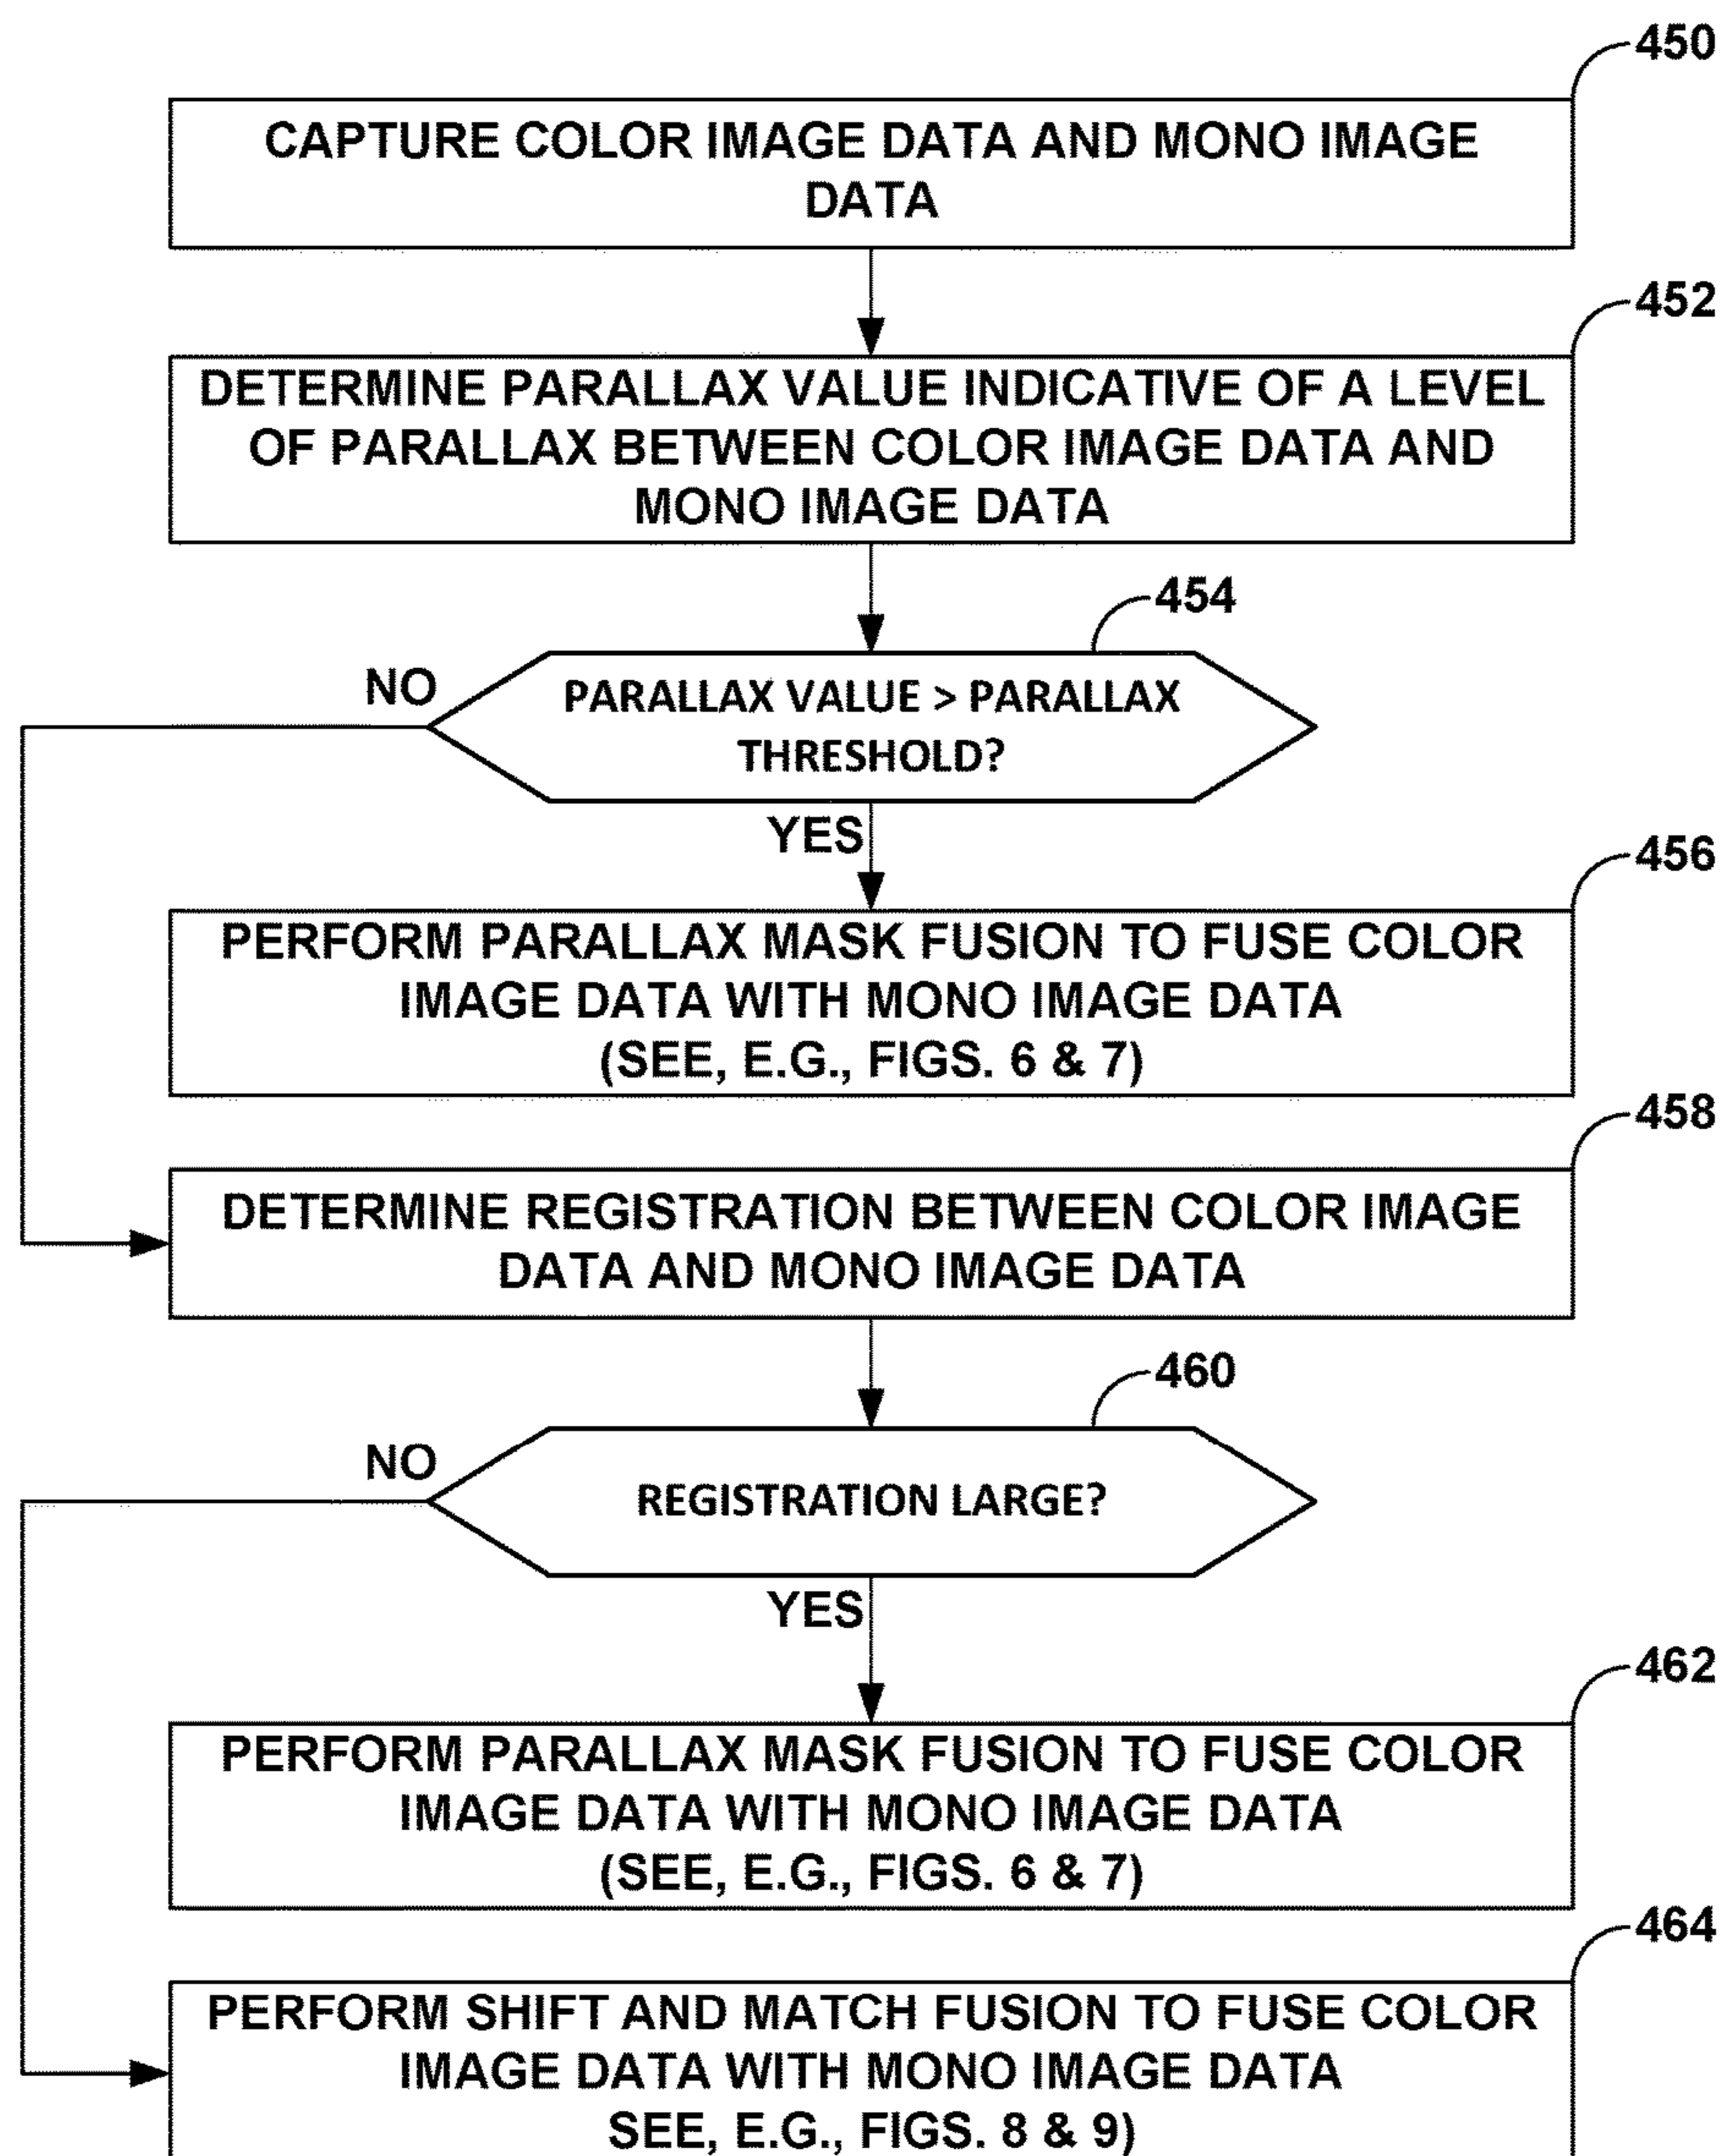 450
CAPTURE COLOR IMAGE DATA AND MONO IMAGE
DATA
452
DETERMINE PARALLAX VALUE INDICATIVE OF A LEVEL
OF PARALLAX BETWEEN COLOR IMAGE DATA AND
MONO IMAGE DATA
454
NO
PARALLAX VALUE > PARALLAX
THRESHOLD?
YES
456
PERFORM PARALLAX MASK FUSION TO FUSE COLOR
IMAGE DATA WITH MONO IMAGE DATA
(SEE, E.G., FIGS. 6 & 7)
458
DETERMINE REGISTRATION BETWEEN COLOR IMAGE
DATA AND MONO IMAGE DATA
460
NO
REGISTRATION LARGE?
YES
462
PERFORM PARALLAX MASK FUSION TO FUSE COLOR
IMAGE DATA WITH MONO IMAGE DATA
(SEE, E.G., FIGS. 6 & 7)
464
PERFORM SHIFT AND MATCH FUSION TO FUSE COLOR
IMAGE DATA WITH MONO IMAGE DATA
SEE, E.G., FIGS. 8 & 9)